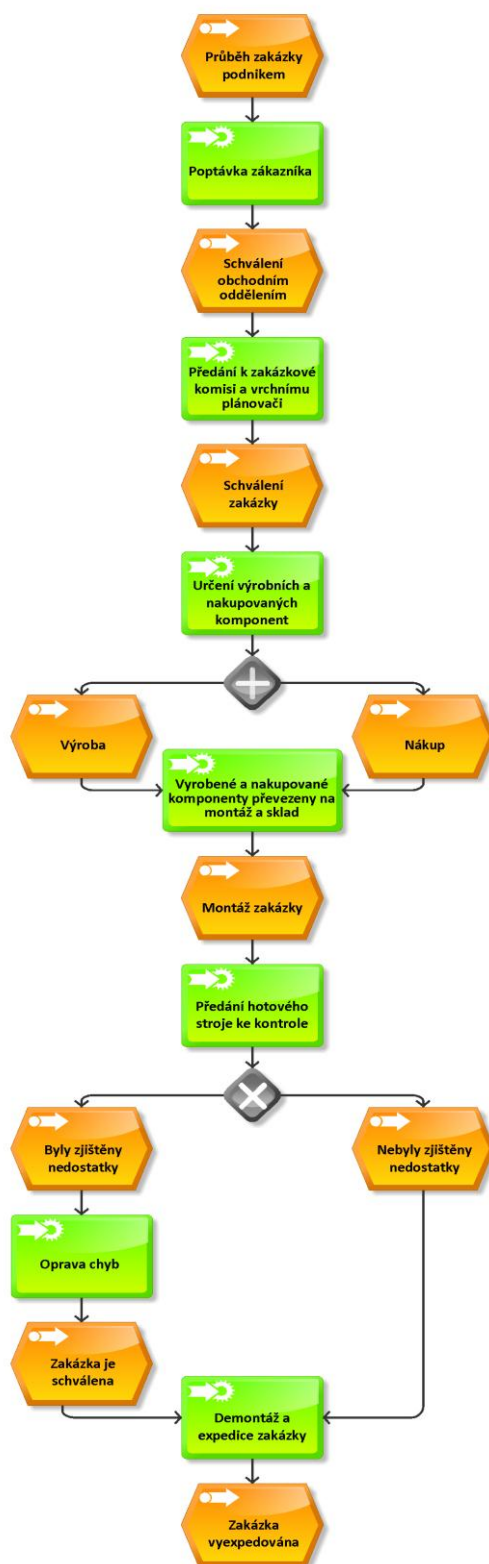 Průběh zakázky
podnikem
Poptávka zákazníka
Schválení
obchodním
oddělením
Předání k zakázkové
komisi a vrchnímu
plánovači
Schválení
zakázky
Určení výrobních a
nakupovaných
komponent
Výroba
Nákup
Vyrobené a nakupované
komponenty převezeny na
montáž a sklad
Montáž zakázky
Předání hotového
stroje ke kontrole
Byly zjištěny
nedostatky
Nebyly zjištěny
nedostatky
Oprava chyb
Zakázka je
schválena
Demontáž a
expedice zakázky
Zakázka
vyexpedována